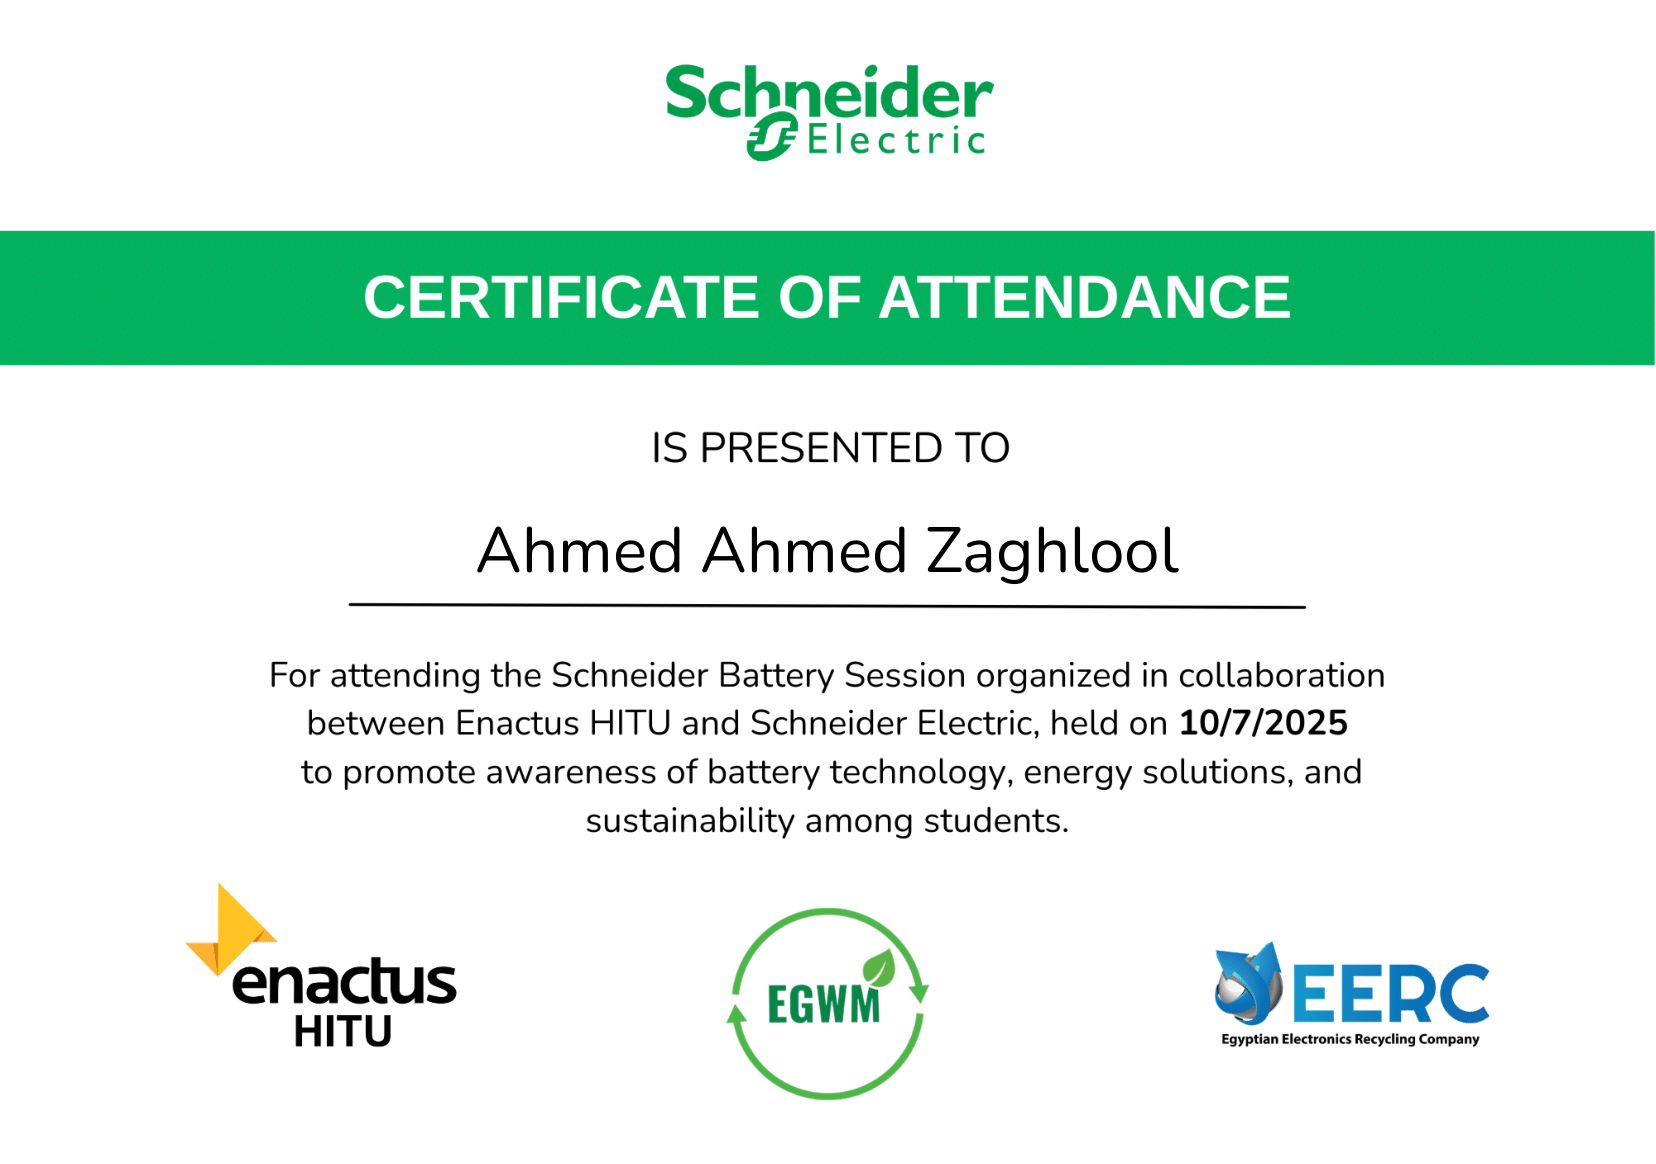 Schneider
Electric
CERTIFICATE OF ATTENDANCE
IS PRESENTED TO
Ahmed Ahmed Zaghlool
For attending the Schneider Battery Session organized in collaboration
between Enactus HITU and Schneider Electric, held on 10/7/2025
to promote awareness of battery technology, energy solutions, and
sustainability among students.
enactus
HITU
EGWM
EERC
Egyptian Electronics Recycling Company